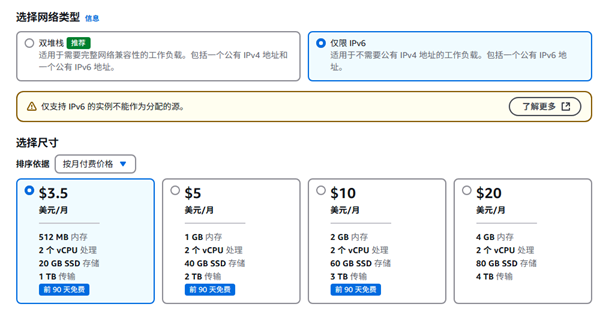 选择网络类型 信息
双堆栈 推荐
适用于需要完整网络兼容性的工作负载。包括一个公有 IPv4 地址和
一个公有 IPv6 地址。
仅限 IPv6
适用于不需要公有 IPv4 地址的工作负载。包括一个公有 IPv6 地
址。
仅支持 IPv6 的实例不能作为分配的源。
了解更多
选择尺寸
排序依据 按月付费价格
$3.5
美元/月
512 MB 内存
2 个 vCPU 处理
20 GB SSD 存储
1 TB 传输
前 90 天免费
$5
美元/月
1 GB 内存
2 个 vCPU 处理
40 GB SSD 存储
2 TB 传输
前 90 天免费
$10
美元/月
2 GB 内存
2 个 vCPU 处理
60 GB SSD 存储
3 TB 传输
前 90 天免费
$20
美元/月
4 GB 内存
2 个 vCPU 处理
80 GB SSD 存储
4 TB 传输